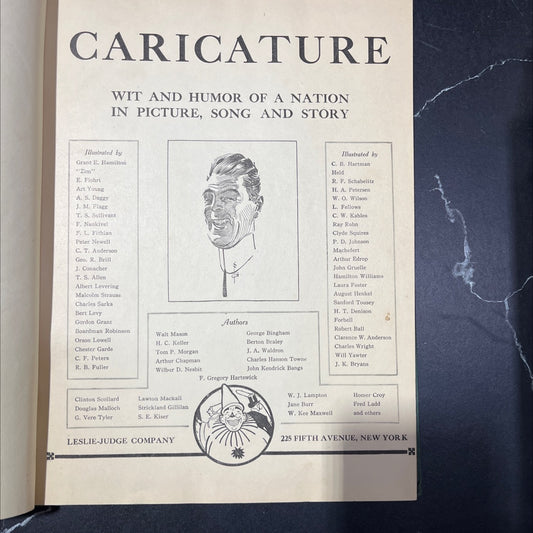 CARICATURE
WIT AND HUMOR OF A NATION
IN PICTURE, SONG AND STORY
Illustrated by
Grant E. Hamilton
"Zim"
E. Flohri
Art Young
A. S. Daggy
J. M. Flagg
T. S. Sullivant
F. Nankivel
F. L. Fithian
Peter Newell
C. T. Anderson
Geo. R. Brill
J. Conacher
T. S. Allen
Albert Levering
Malcolm Strauss
Charles Sarka
Bert Levy
Gordon Grant
Boardman Robinson
Orson Lowell
Chester Garde
C. F. Peters
R. B. Fuller
Illustrated by
C. B. Hartman
Held
R. F. Schabelitz
H. A. Petersen
W. O. Wilson
L. Fellows
C. W. Kahles
Ray Rohn
Clyde Squires
P. D. Johnson
Machefert
Arthur Edrop
John Gruelle
Hamilton Williams
Laura Foster
August Henkel
Sanford Tousey
H. T. Denison
Forbell
Robert Ball
Clarence W. Anderson
Charles Wright
Will Yawter
J. K. Bryans
Authors
Walt Mason
H. C. Keller
Tom P. Morgan
Arthur Chapman
Wilbur D. Nesbit
George Bingham
Berton Braley
J. A. Waldron
Charles Hanson Towne
John Kendrick Bangs
F. Gregory Hartswick
Clinton Scollard
Douglas Malloch
G. Vere Tyler
Lawton Mackall
Strickland Gillilan
S. E. Kiser
W. J. Lampton
Jane Burr
W. Kee Maxwell
Homer Croy
Fred Ladd
and others
LESLIE-JUDGE COMPANY
225 FIFTH AVENUE, NEW YORK